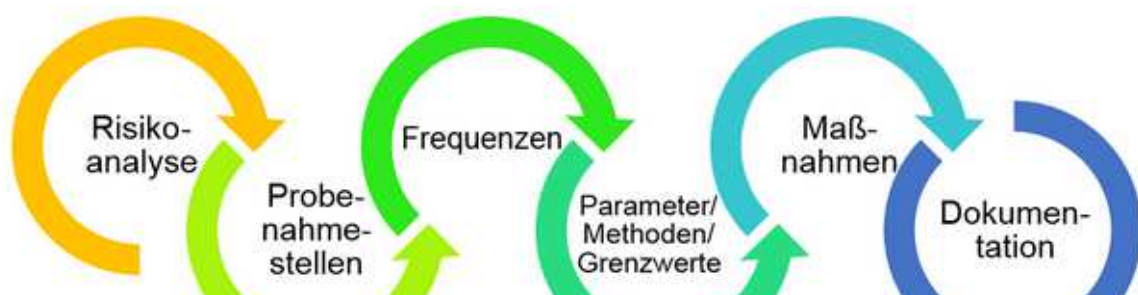 Risiko-
analyse
Probe-
nahme-
stellen
Frequenzen
Parameter/
Methoden/
Grenzwerte
Maß-
nahmen
Dokumen-
tation